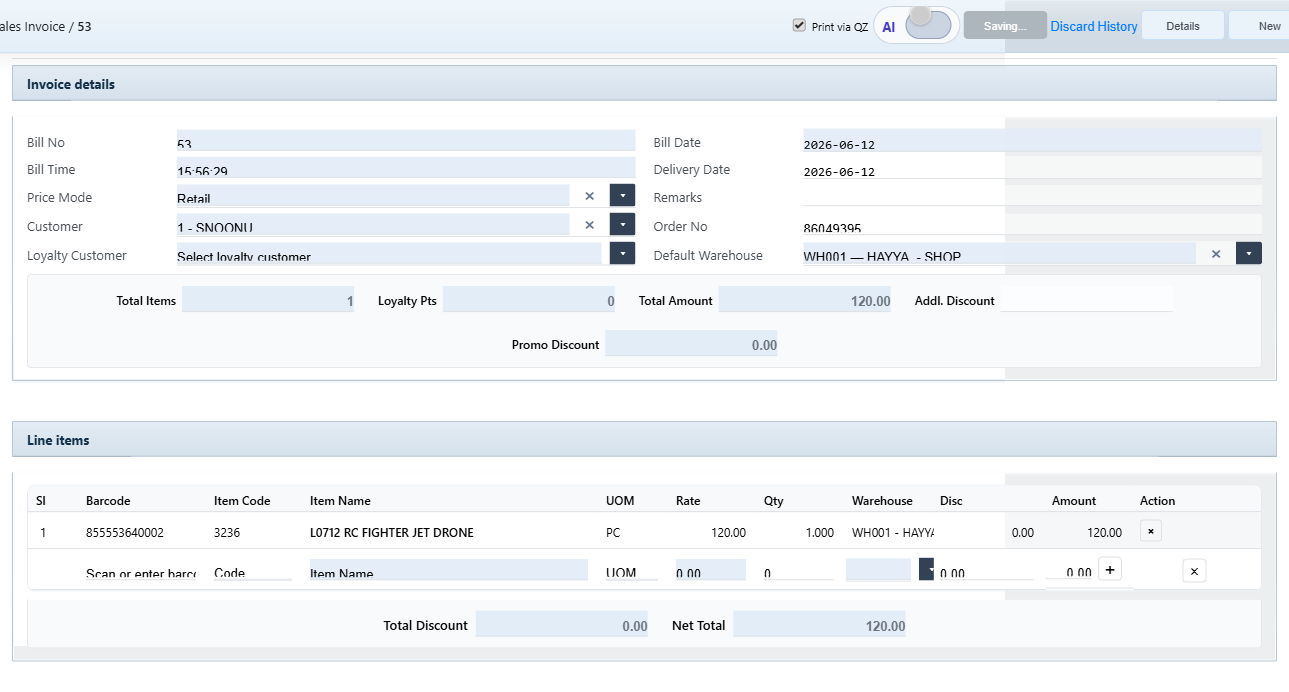 ales Invoice / 53
Print via QZ AI Saving... Discard History Details New
Invoice details
Bill No 53 Bill Date 2026-06-12
Bill Time 15:56:29 Delivery Date 2026-06-12
Price Mode Retail × Remarks
Customer 1 - SNOONU × Order No 86049395
Loyalty Customer Select loyalty customer Default Warehouse WH001 — HAYYA - SHOP ×
Total Items 1 Loyalty Pts 0 Total Amount 120.00 Addl. Discount
Promo Discount 0.00
Line items
Sl Barcode Item Code Item Name UOM Rate Qty Warehouse Disc Amount Action
1 855553640002 3236 L0712 RC FIGHTER JET DRONE PC 120.00 1.000 WH001 - HAYYA 0.00 120.00 ×
Scan or enter barc Code Item Name UOM 0.00 0 0.00 0.00 + ×
Total Discount 0.00 Net Total 120.00